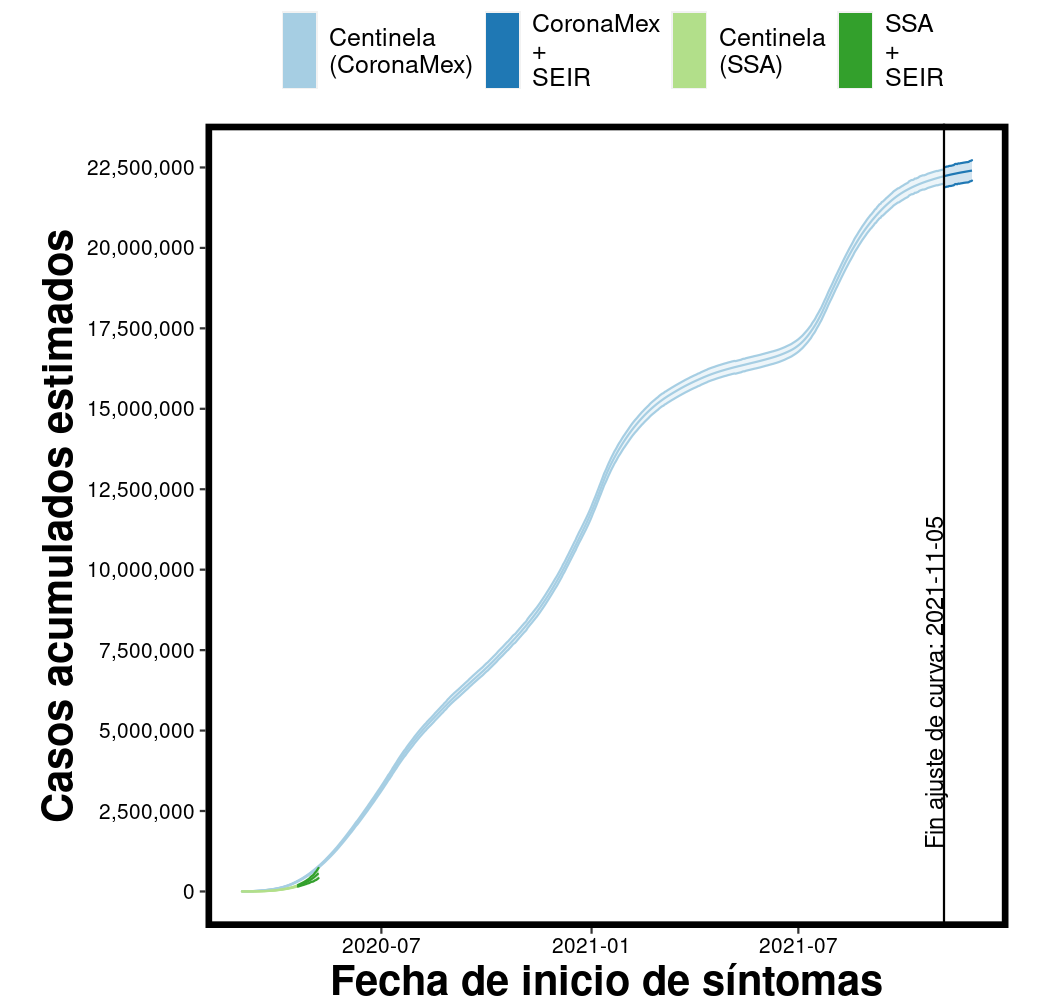 Centinela
(CoronaMex)
CoronaMex
+
SEIR
Centinela
(SSA)
SSA
+
SEIR
Casos acumulados estimados
22,500,000
20,000,000
17,500,000
15,000,000
12,500,000
10,000,000
7,500,000
5,000,000
2,500,000
0
Fin ajuste de curva: 2021-11-05
2020-07
2021-01
2021-07
Fecha de inicio de síntomas